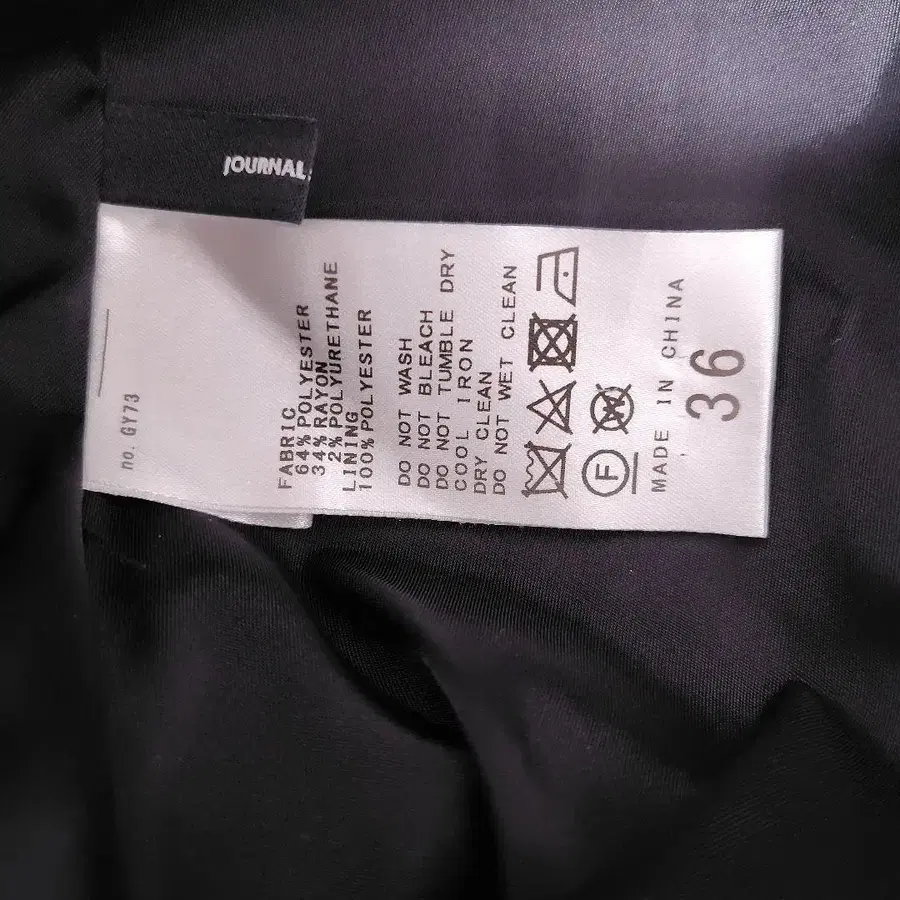 JOURNAL
no. GY73
FABRIC
64% POLYESTER
34% RAYON
2% POLYURETHANE
LINING
100% POLYESTER
DO NOT WASH
DO NOT BLEACH
DO NOT TUMBLE DRY
COOL IRON
DRY CLEAN
DO NOT WET CLEAN
W
F
MADE IN CHINA
36